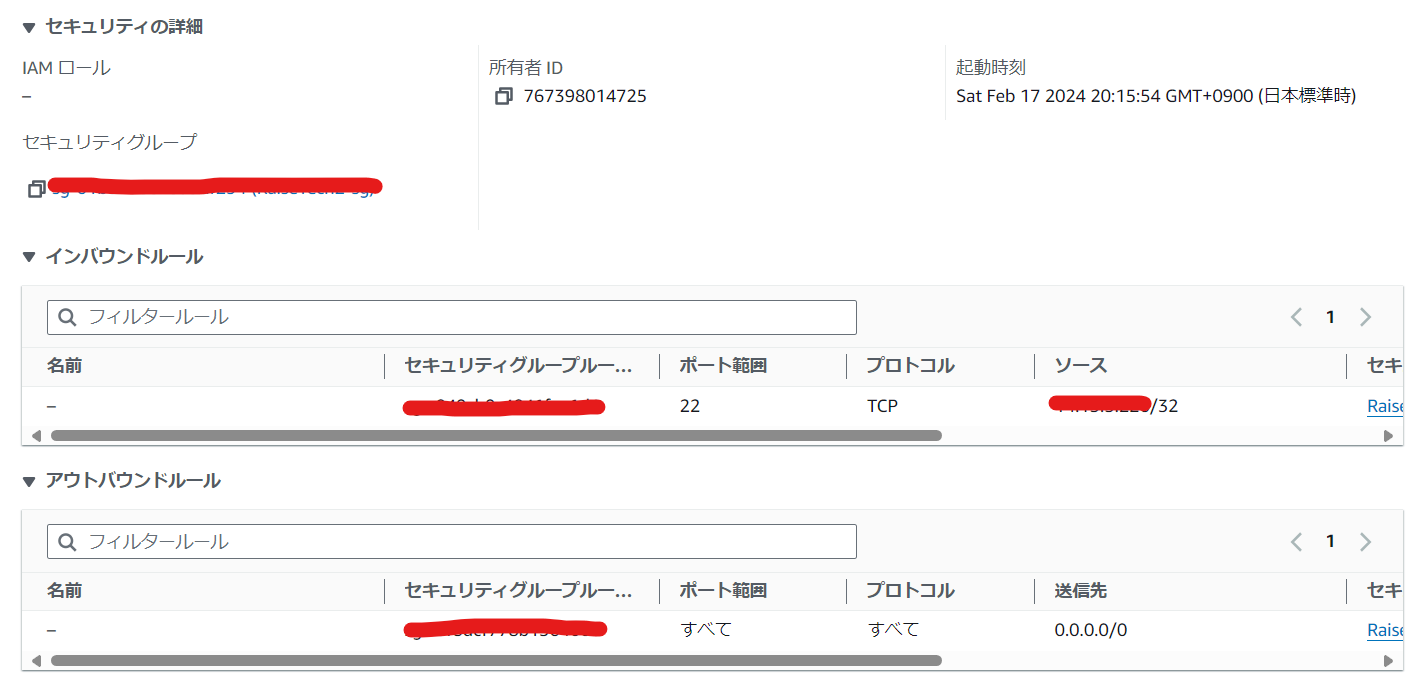 セキュリティの詳細
IAM ロール
–
所有者 ID
767398014725
起動時刻
Sat Feb 17 2024 20:15:54 GMT+0900 (日本標準時)
セキュリティグループ
インバウンドルール
フィルタールール
1
名前 セキュリティグループルー... ポート範囲 プロトコル ソース セキ
– 22 TCP /32 Raise
アウトバウンドルール
フィルタールール
1
名前 セキュリティグループルー... ポート範囲 プロトコル 送信先 セキ
– すべて すべて 0.0.0.0/0 Raise